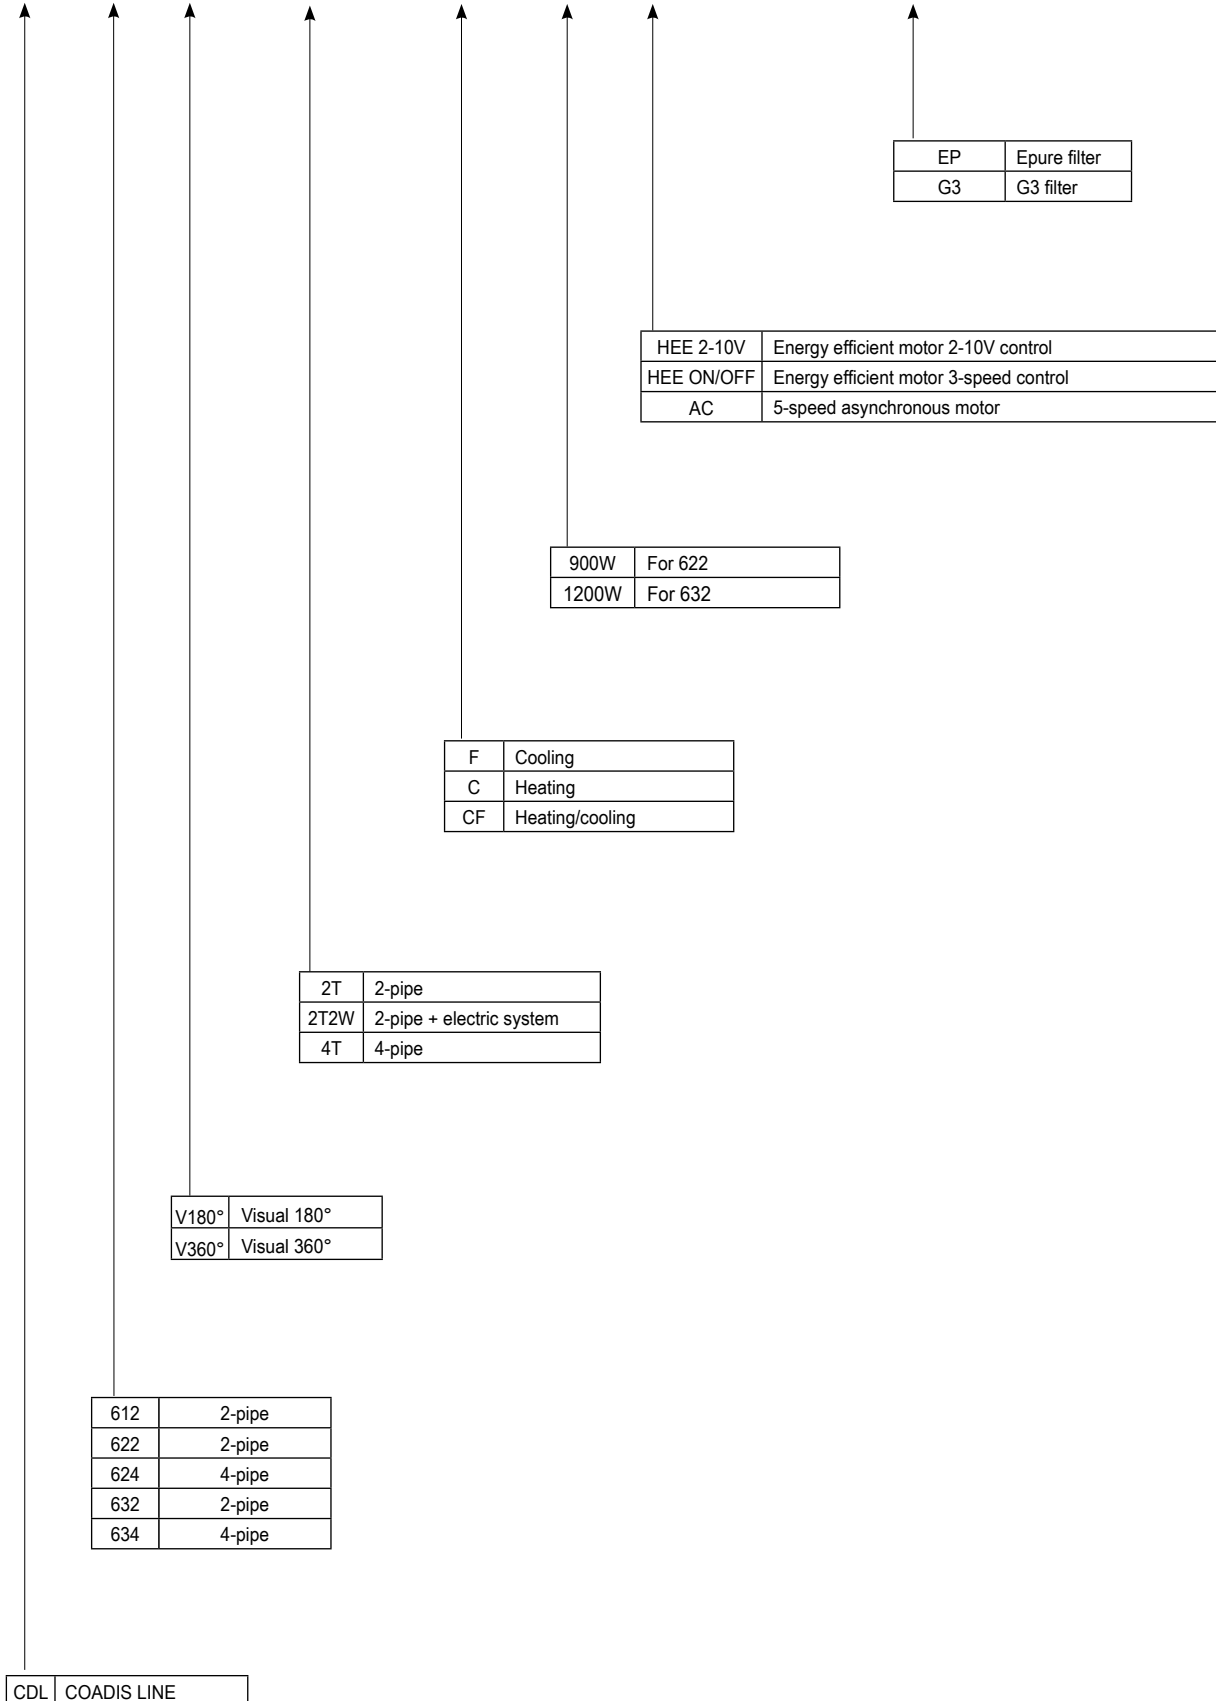 EP Epure filter
G3 G3 filter
HEE 2-10V Energy efficient motor 2-10V control
HEE ON/OFF Energy efficient motor 3-speed control
AC 5-speed asynchronous motor
900W For 622
1200W For 632
F Cooling
C Heating
CF Heating/cooling
2T 2-pipe
2T2W 2-pipe + electric system
4T 4-pipe
V180° Visual 180°
V360° Visual 360°
612 2-pipe
622 2-pipe
624 4-pipe
632 2-pipe
634 4-pipe
CDL COADIS LINE